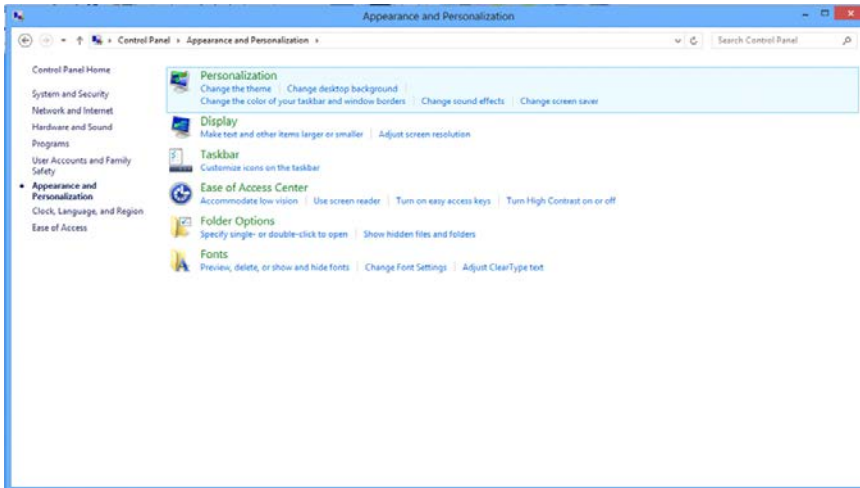 Appearance and Personalization
Control Panel Appearance and Personalization
Search Control Panel
Control Panel Home
System and Security
Network and Internet
Hardware and Sound
Programs
User Accounts and Family
Safety
Appearance and
Personalization
Clock, Language, and Region
Ease of Access
Personalization
Change the theme Change desktop background
Change the color of your taskbar and window borders Change sound effects Change screen saver
Display
Make text and other items larger or smaller Adjust screen resolution
Taskbar
Customize icons on the taskbar
Ease of Access Center
Accommodate low vision Use screen reader Turn on easy access keys Turn High Contrast on or off
Folder Options
Specify single- or double-click to open Show hidden files and folders
Fonts
Preview, delete, or show and hide fonts Change Font Settings Adjust ClearType text